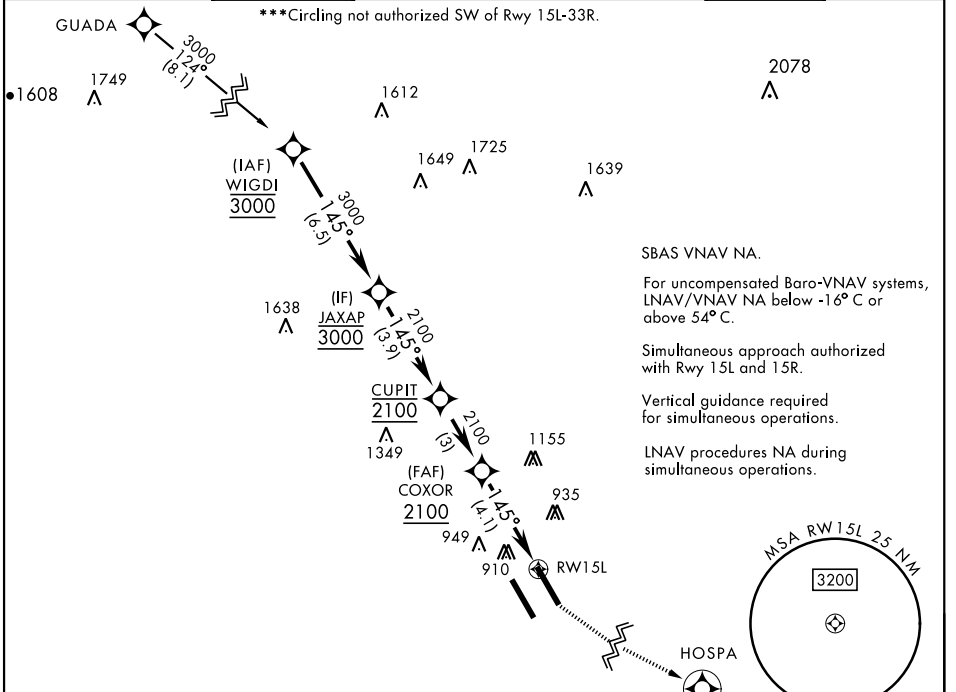 ***Circling not authorized SW of Rwy 15L-33R.
GUADA
3000
124°
(8.1)
1608
1749
1612
2078
1649
1725
1639
(IAF)
WIGDI
3000
3000
145°
(6.5)
SBAS VNAV NA.
For uncompensated Baro-VNAV systems,
LNAV/VNAV NA below -16° C or
above 54° C.
Simultaneous approach authorized
with Rwy 15L and 15R.
Vertical guidance required
for simultaneous operations.
LNAV procedures NA during
simultaneous operations.
1638
(IF)
JAXAP
3000
2100
145°
(3.9)
CUPIT
2100
1349
2100
(3)
1155
(FAF)
COXOR
2100
145°
(4.1)
935
949
910
RW15L
MSA RW15L 25 NM
3200
HOSPA